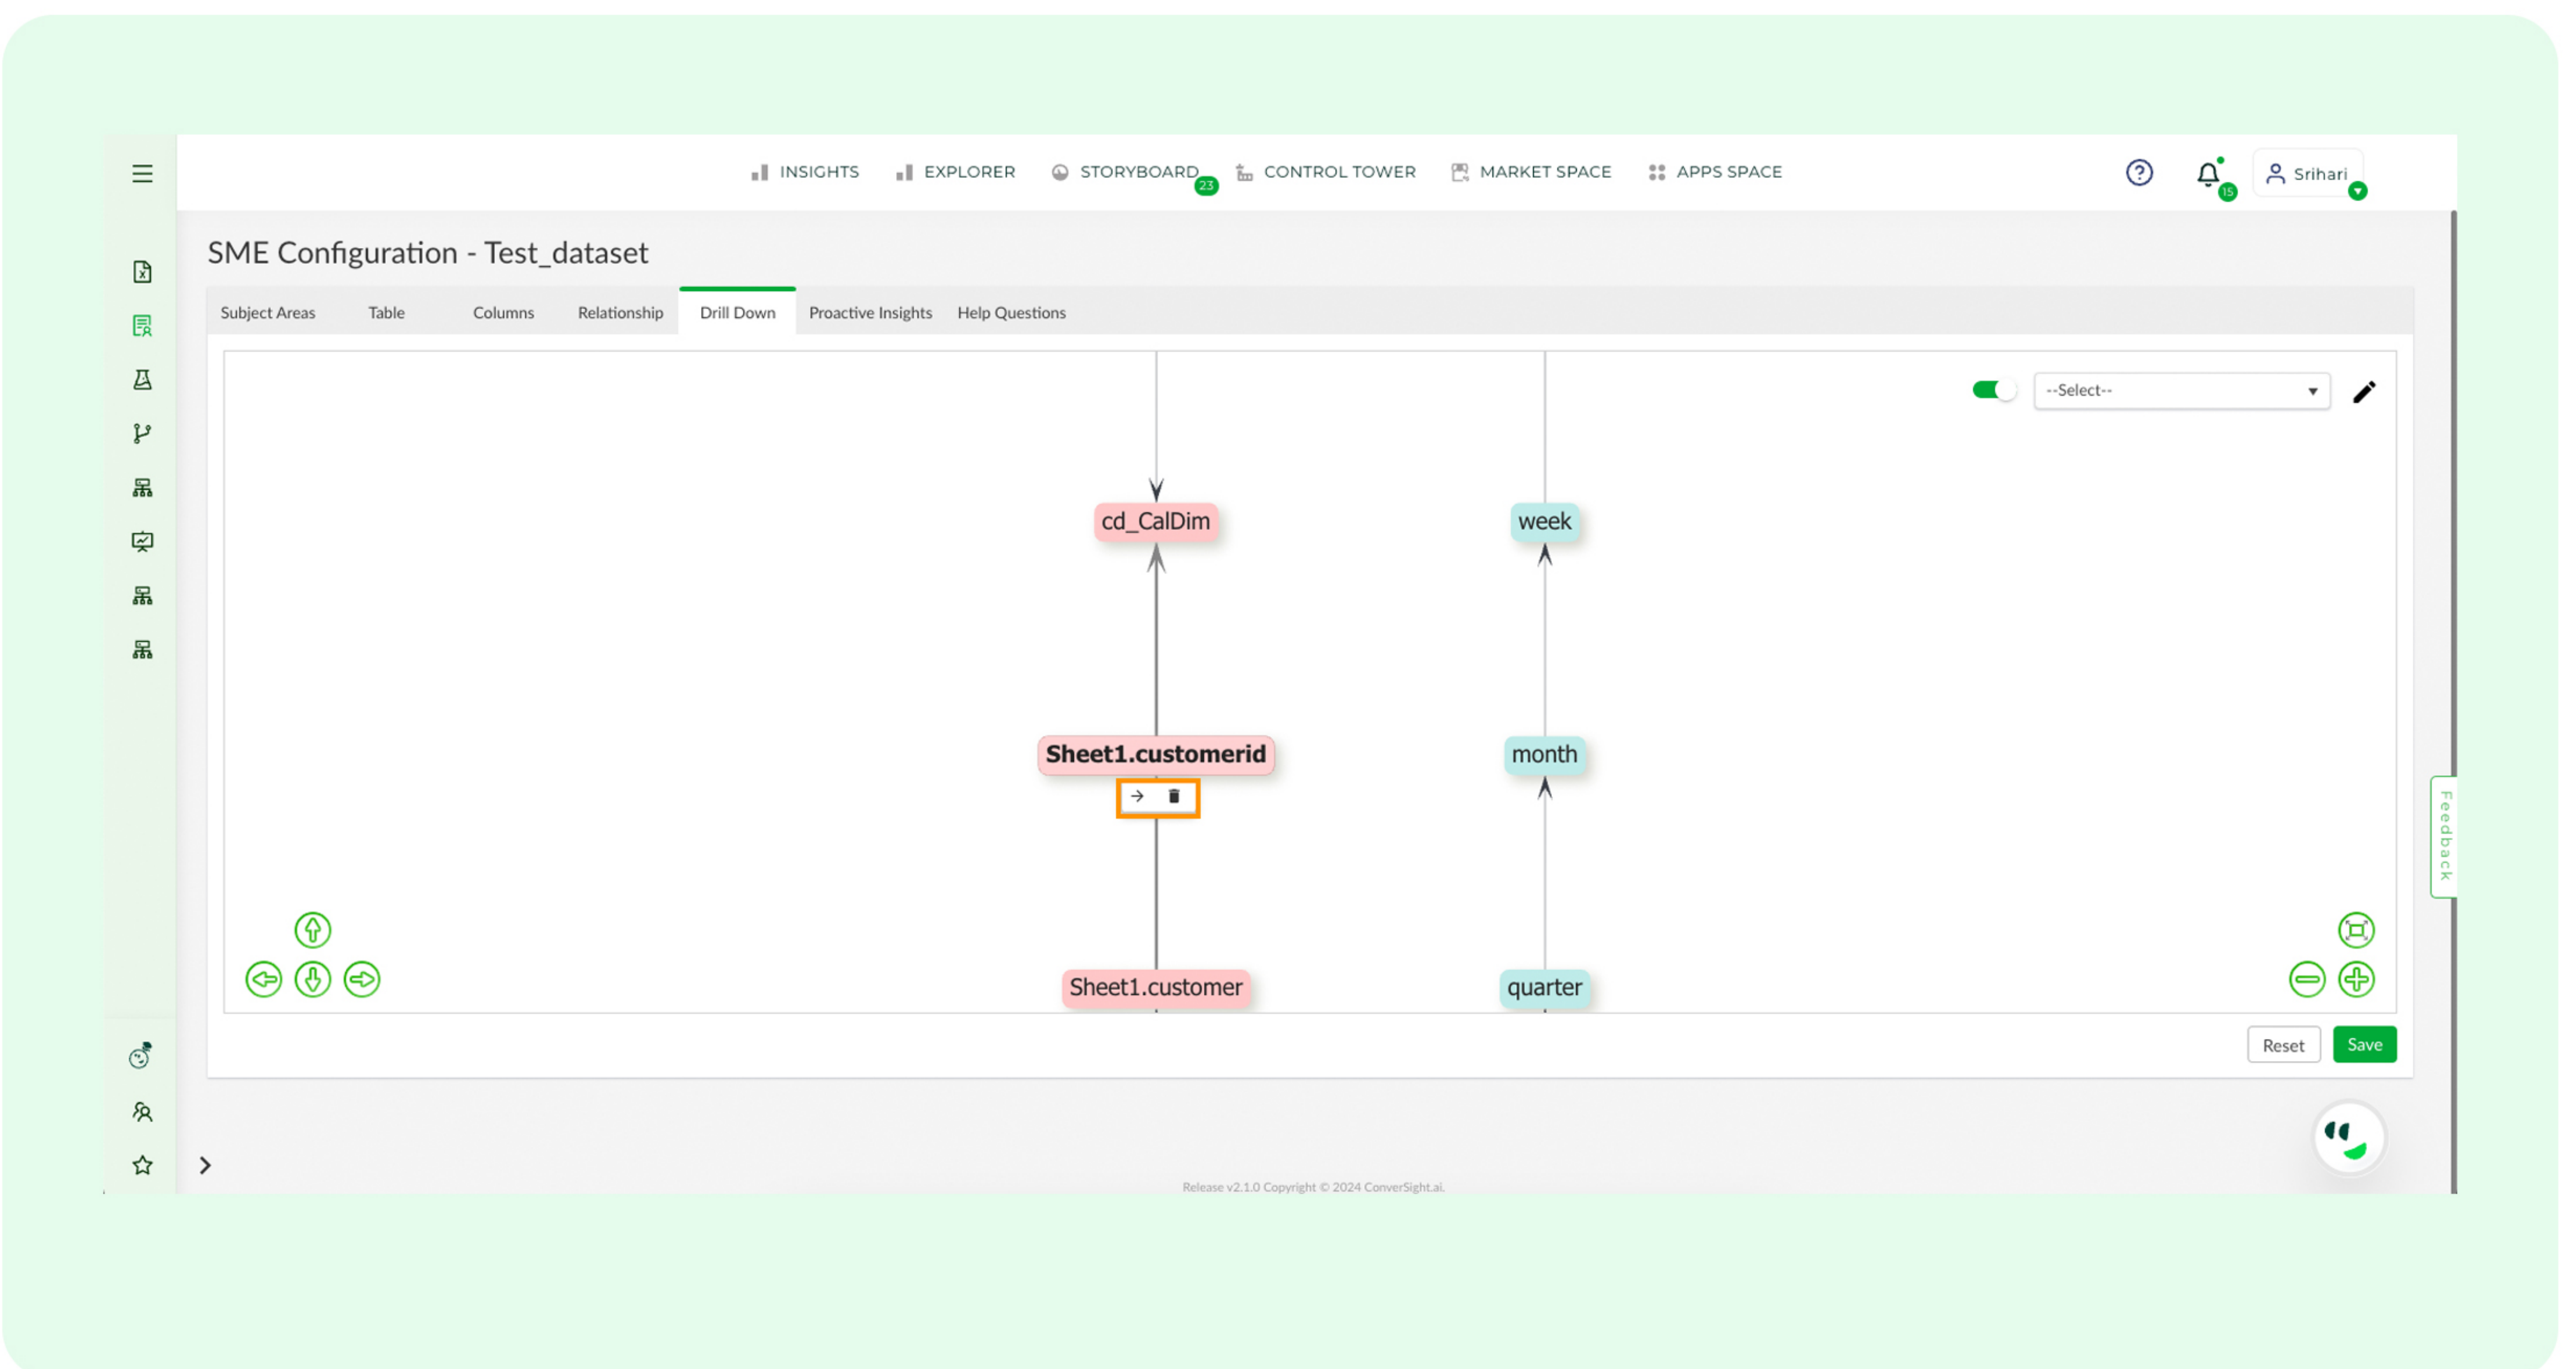 INSIGHTS EXPLORER STORYBOARD 23 CONTROL TOWER MARKET SPACE APPS SPACE ? 15 Srihari
SME Configuration - Test_dataset
Subject Areas Table Columns Relationship Drill Down Proactive Insights Help Questions
--Select--
cd_CalDim week
Sheet1.customerid month
Feedback
Sheet1.customer quarter
Reset Save
Release v2.1.0 Copyright © 2024 ConverSight.ai.